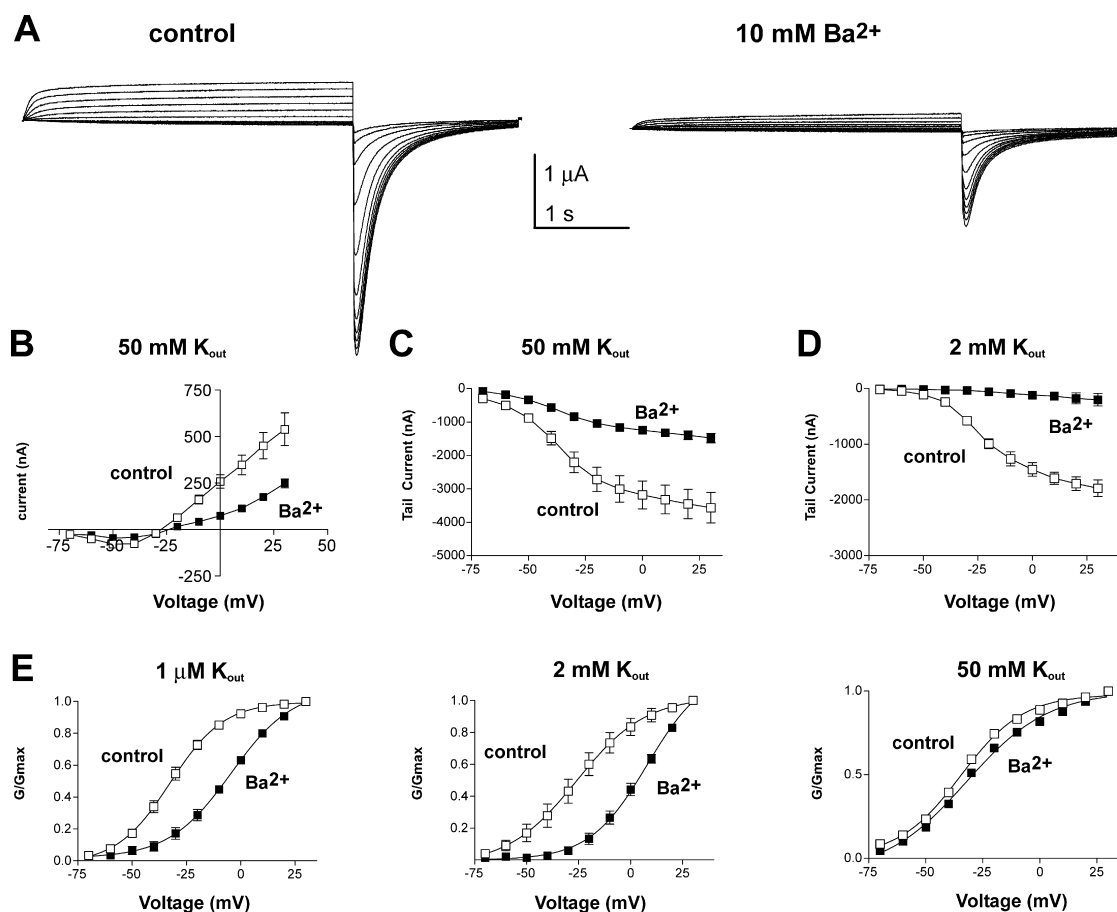 A
control
10 mM Ba2+
1 μA
1 s
B
50 mM Kout
750
500
250
-250
-75
-50
-25
25
50
current (nA)
control
Ba2+
Voltage (mV)
C
50 mM Kout
0
-1000
-2000
-3000
-4000
-5000
-75
-50
-25
0
25
Tail Current (nA)
Ba2+
control
Voltage (mV)
D
2 mM Kout
0
-1000
-2000
-3000
-75
-50
-25
0
25
Tail Current (nA)
Ba2+
control
Voltage (mV)
E
1 μM Kout
1.0
0.8
0.6
0.4
0.2
0.0
-75
-50
-25
0
25
G/Gmax
control
Ba2+
Voltage (mV)
2 mM Kout
1.0
0.8
0.6
0.4
0.2
-75
-50
-25
0
25
G/Gmax
control
Ba2+
Voltage (mV)
50 mM Kout
1.0
0.5
0.0
-75
-50
-25
0
25
G/Gmax
control
Ba2+
Voltage (mV)